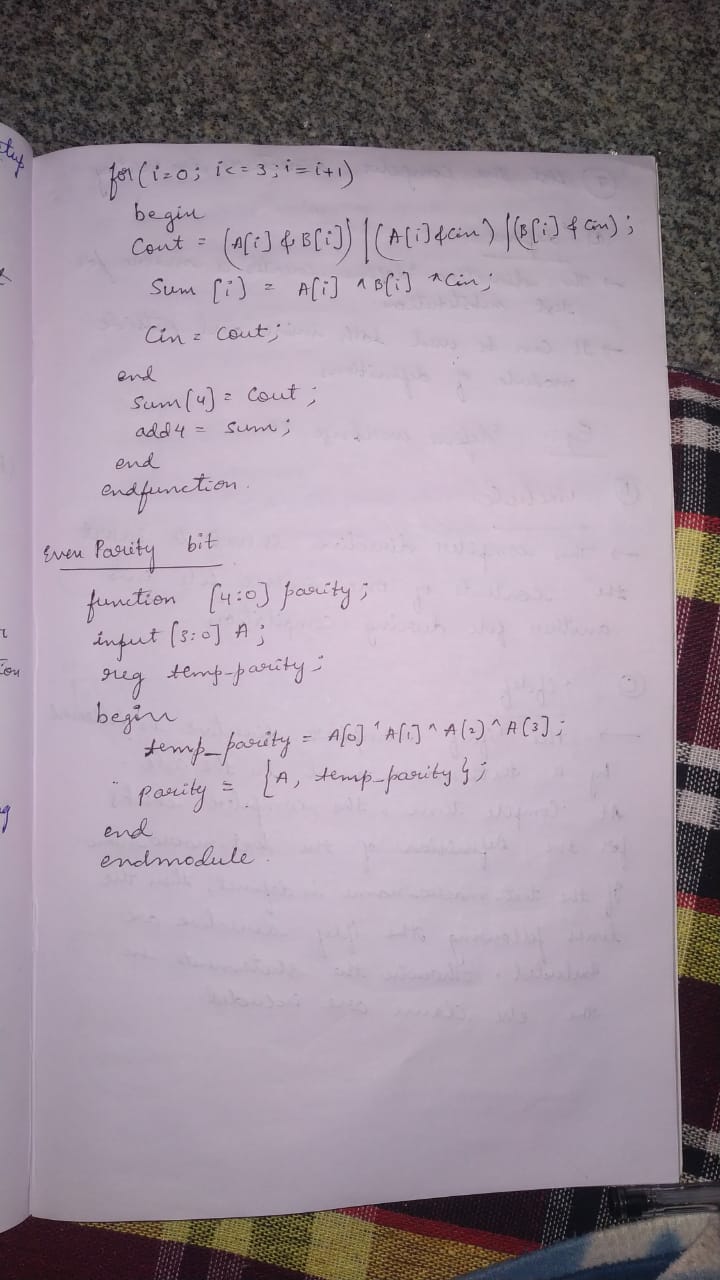 for(i=0; i<=3; i=i+1)
begin
Cout = (A[i] & B[i]) | (A[i] & Cin) | (B[i] & Cin);
Sum [i] = A[i] ^ B[i] ^ Cin;
Cin = Cout;
end
Sum[4] = Cout;
add4 = Sum;
end
endfunction.
Even Parity bit
function [4:0] parity;
input [3:0] A;
reg temp-parity;
begin
temp_parity = A[0] ^ A[1] ^ A(2) ^ A[3];
Parity = {A, temp-parity};
end
endmodule.